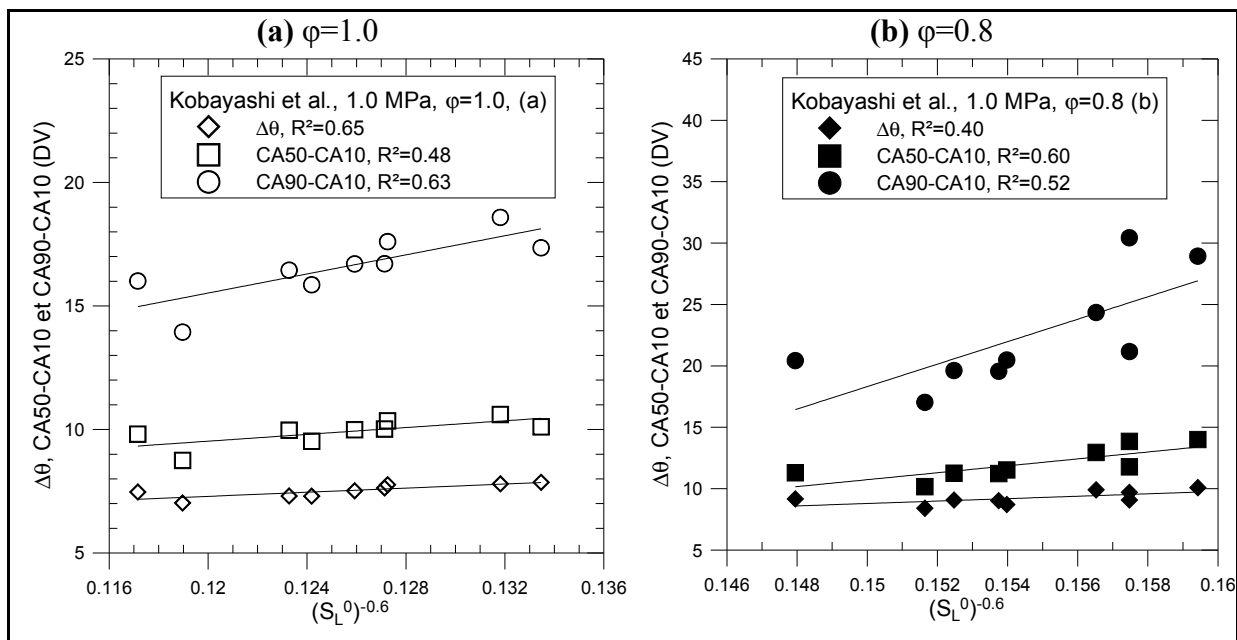 (a) φ=1.0
Δθ, CA50-CA10 et CA90-CA10 (DV)
25
20
15
10
5
Kobayashi et al., 1.0 MPa, φ=1.0, (a)
Δθ, R²=0.65
CA50-CA10, R²=0.48
CA90-CA10, R²=0.63
0.116 0.12 0.124 0.128 0.132 0.136
(S_L^0)^-0.6
(b) φ=0.8
Δθ, CA50-CA10 et CA90-CA10 (DV)
45
40
35
30
25
20
15
10
5
Kobayashi et al., 1.0 MPa, φ=0.8 (b)
Δθ, R²=0.40
CA50-CA10, R²=0.60
CA90-CA10, R²=0.52
0.146 0.148 0.15 0.152 0.154 0.156 0.158 0.16
(S_L^0)^-0.6